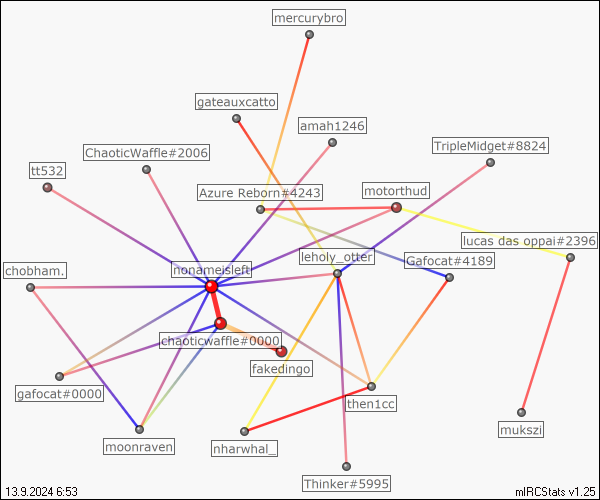 mercurybro
gateauxcatto
amah1246
ChaoticWaffle#2006
TripleMidget#8824
tt532
Azure Reborn#4243
motorthud
lucas das oppai#2396
nonameisleft
leholy_otter
Gafocat#4189
chobham.
chaoticwaffle#0000
fakedingo
gafocat#0000
then1cc
moonraven
nharwhal_
mukszi
Thinker#5995
13.9.2024 6:53
mIRCStats v1.25